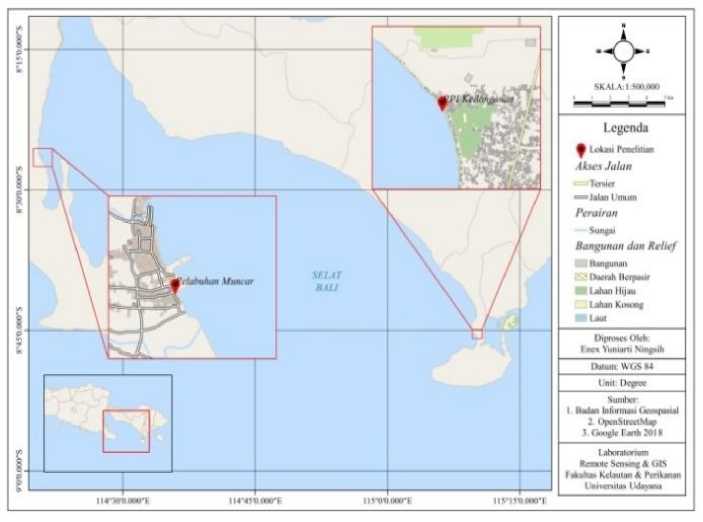 8°15'0.000"S
8°30'0.000"S
8°45'0.000"S
9°0'0.000"S
114°30'0.000"E
114°45'0.000"E
115°0'0.000"E
115°15'0.000"E
Pelabuhan Muncar
PPI Kedonganan
SELAT
BALI
N
SKALA:1:500,000
Legenda
Lokasi Penelitian
Akses Jalan
Tersier
Jalan Umum
Perairan
Sungai
Bangunan dan Relief
Bangunan
Daerah Berpasir
Lahan Hijau
Lahan Kosong
Laut
Diproses Oleh:
Enex Yuniarti Ningsih
Datum: WGS 84
Unit: Degree
Sumber:
1. Badan Informasi Geospasial
2. OpenStreetMap
3. Google Earth 2018
Laboratorium
Remote Sensing & GIS
Fakultas Kelautan & Perikanan
Universitas Udayana